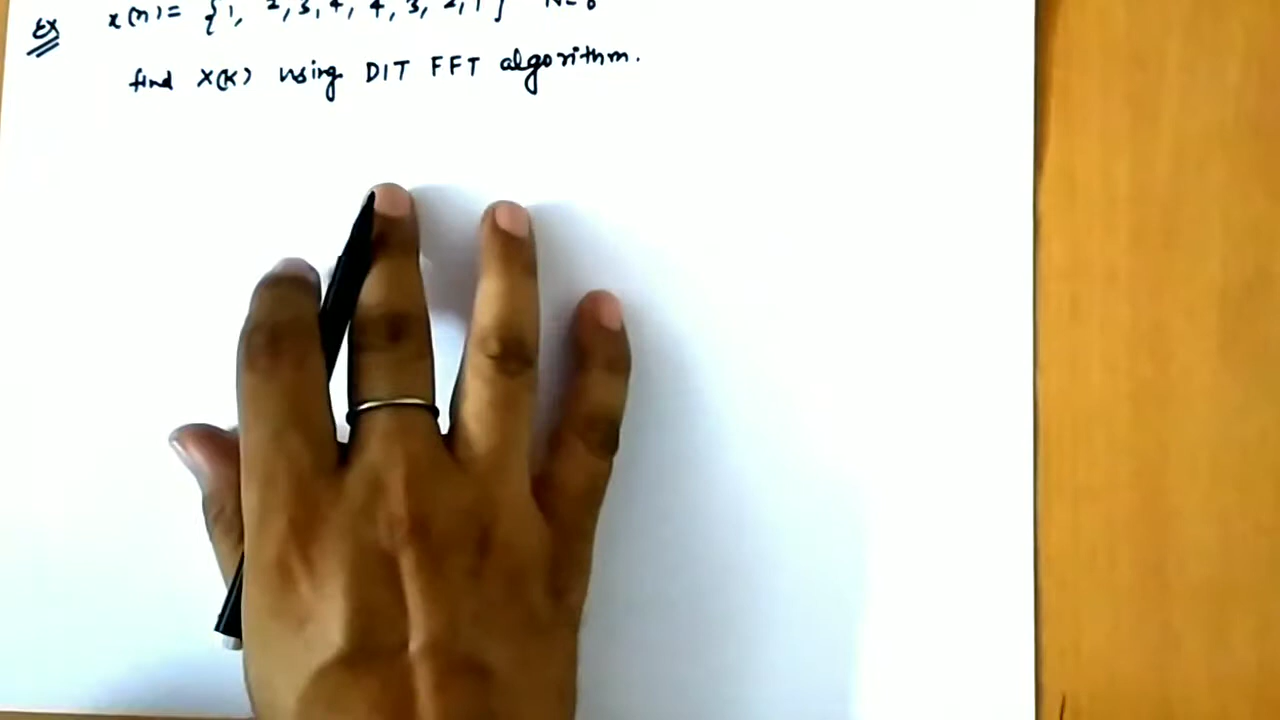 Ex x(n) = {1, 2, 3, 4, 4, 3, 2, 1} N=8
find X(K) using DIT FFT algorithm.